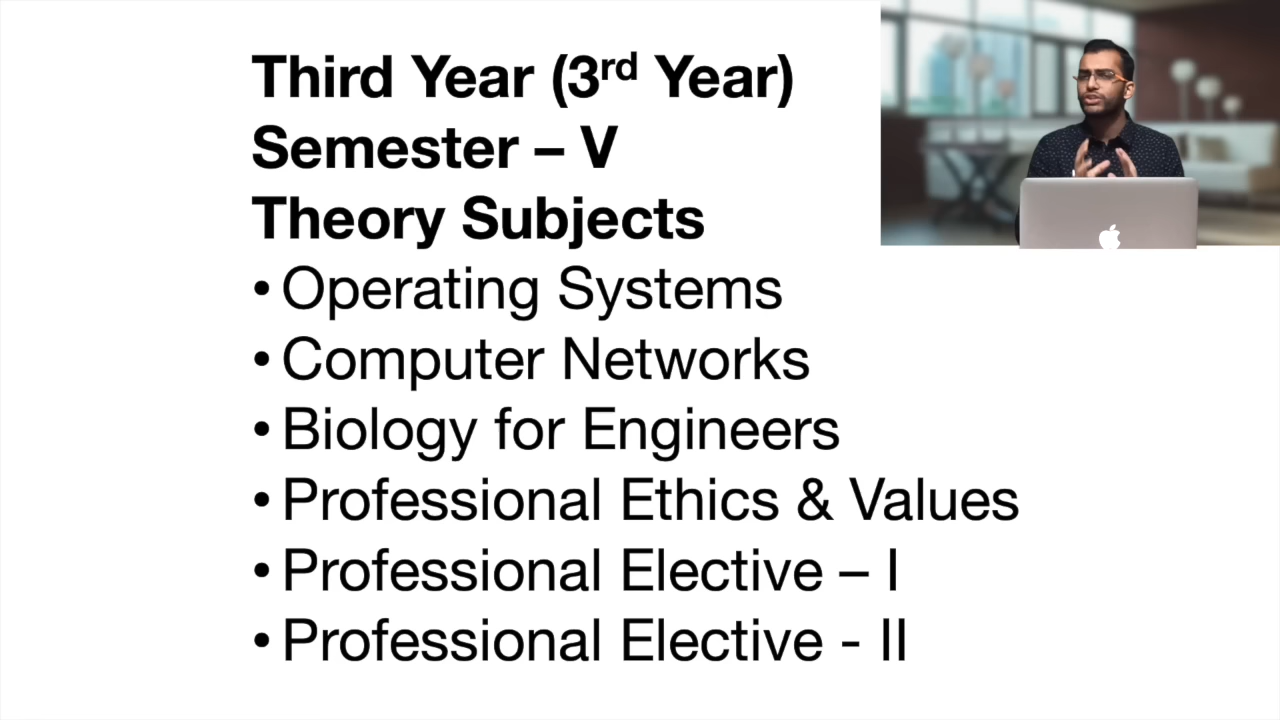 Third Year (3rd Year)
Semester – V
Theory Subjects
• Operating Systems
• Computer Networks
• Biology for Engineers
• Professional Ethics & Values
• Professional Elective – I
• Professional Elective - II